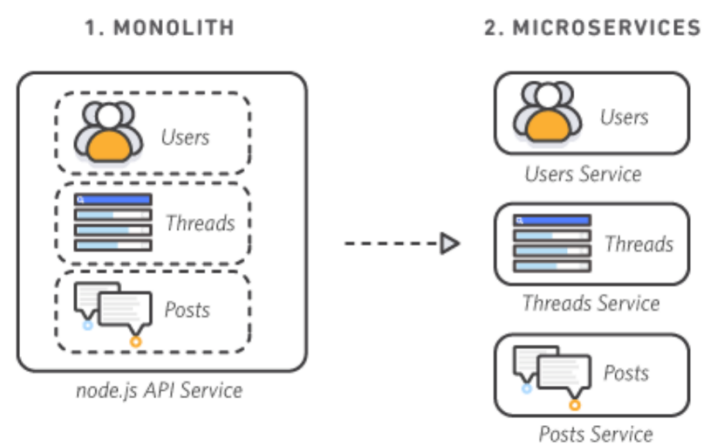 1. MONOLITH
Users
Threads
Posts
node.js API Service
2. MICROSERVICES
Users
Users Service
Threads
Threads Service
Posts
Posts Service